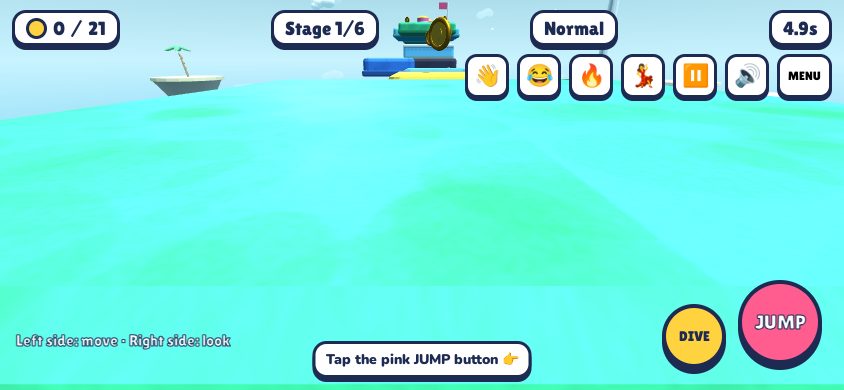 0 / 21
Stage 1/6
Normal
4.9s
MENU
Left side: move · Right side: look
Tap the pink JUMP button 👉
DIVE
JUMP